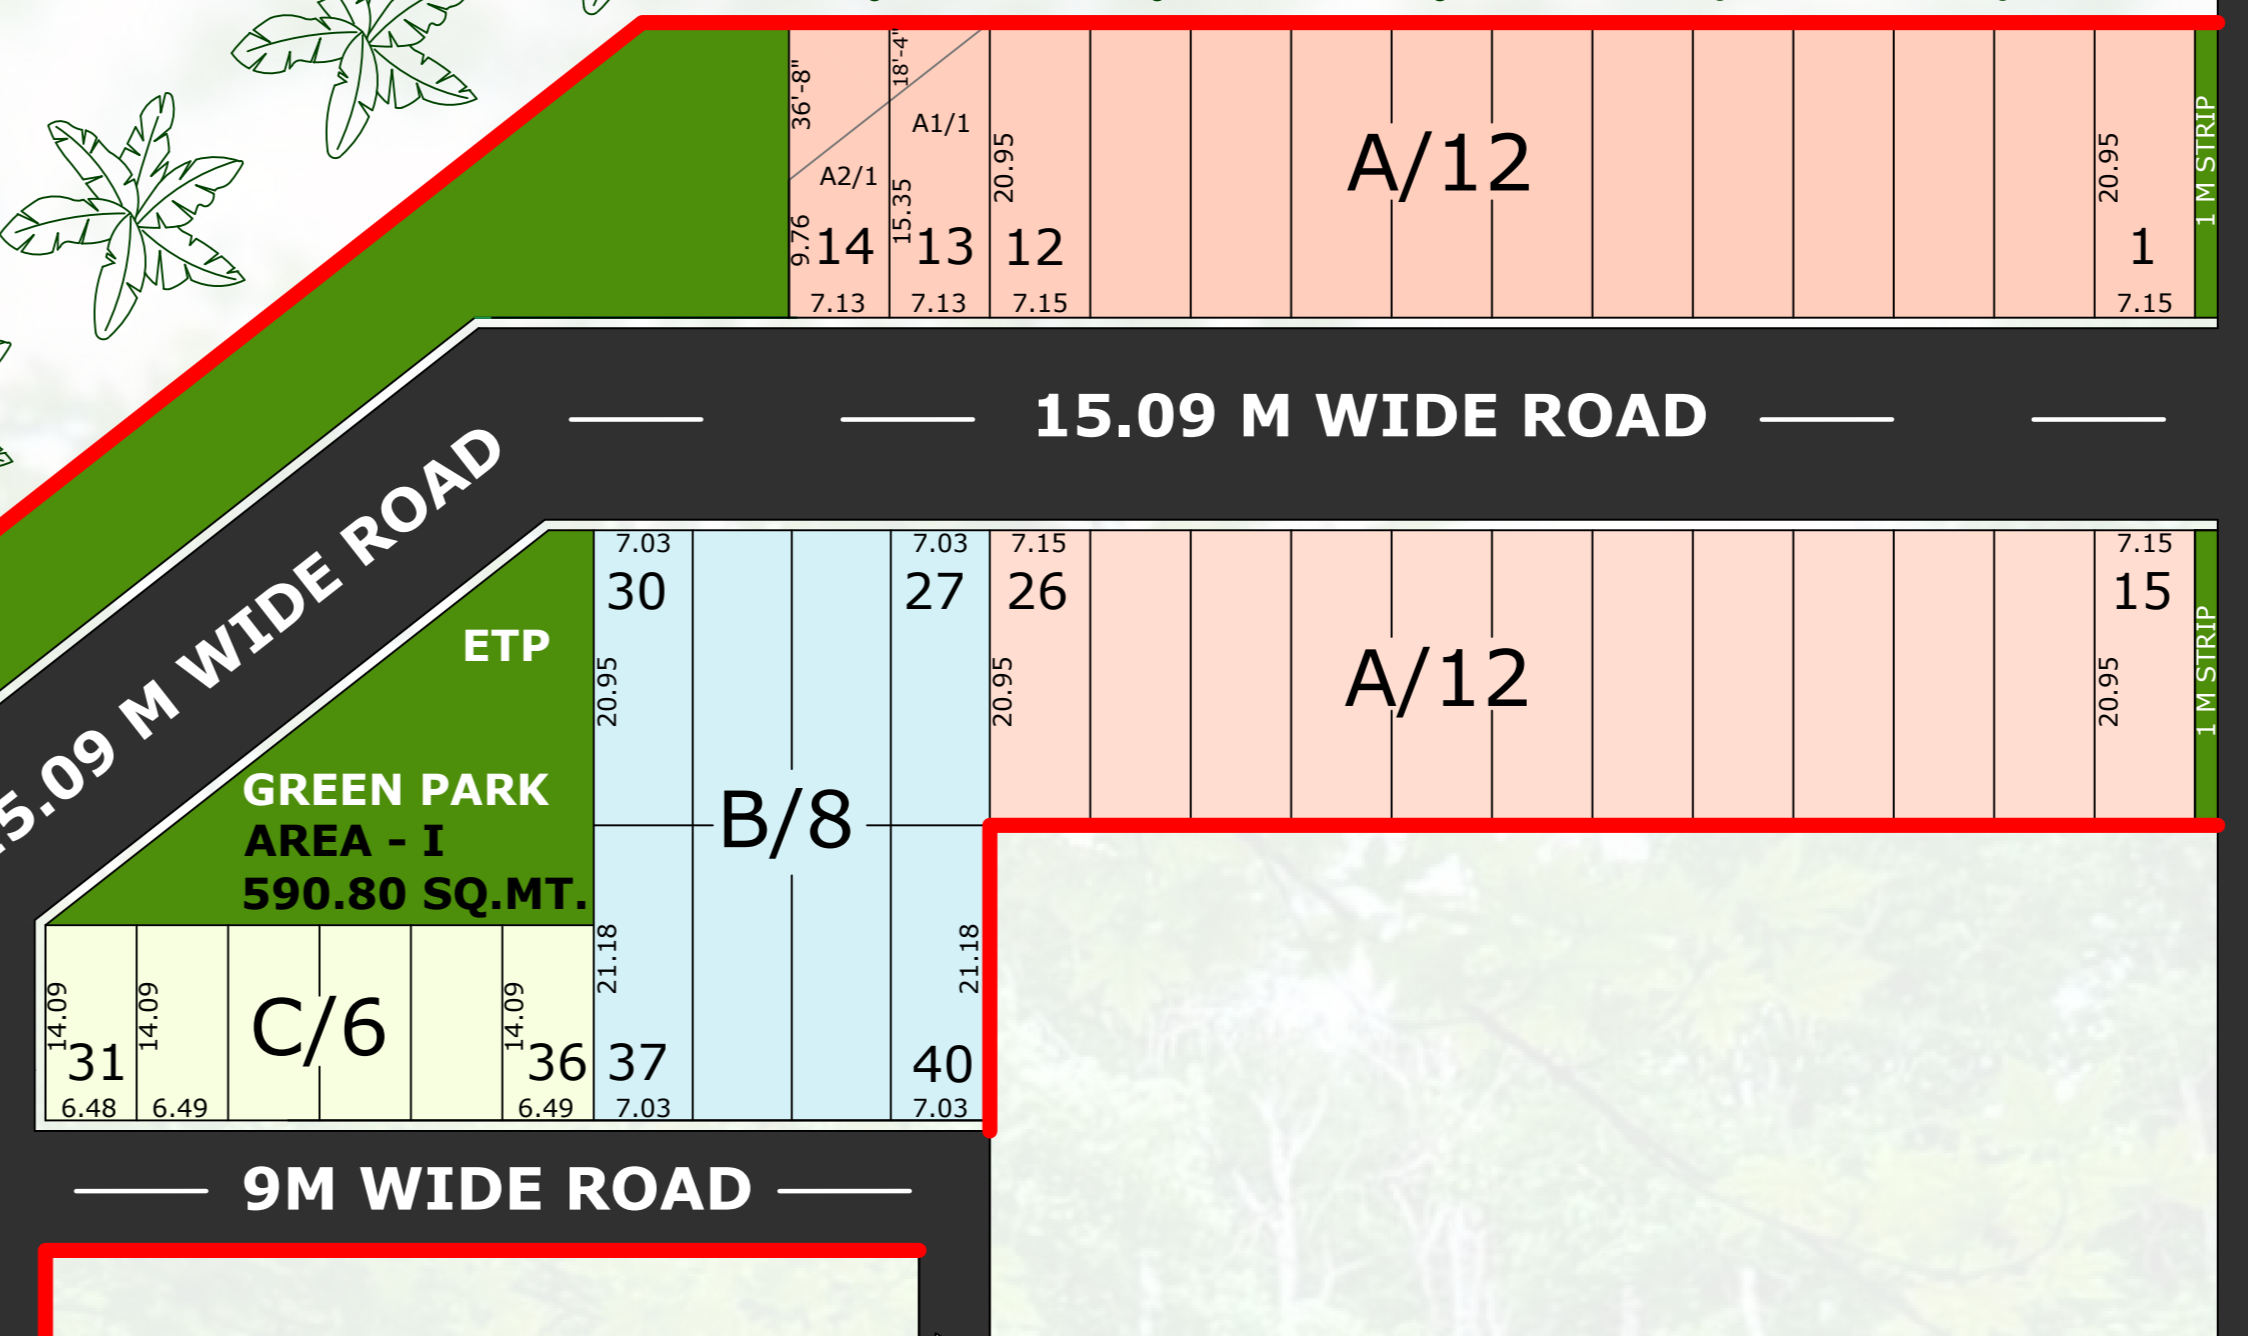 36'-8"
18'-4"
A1/1
A2/1
20.95
A/12
20.95
1 M STRIP
9.76
14
15.35
13
12
1
7.13
7.13
7.15
7.15
15.09 M WIDE ROAD
5.09 M WIDE ROAD
7.03
7.03
7.15
7.15
30
27
26
15
ETP
20.95
20.95
A/12
20.95
1 M STRIP
GREEN PARK
AREA - I
590.80 SQ.MT.
B/8
14.09
14.09
C/6
14.09
21.18
21.18
31
36
37
40
6.48
6.49
6.49
7.03
7.03
9M WIDE ROAD